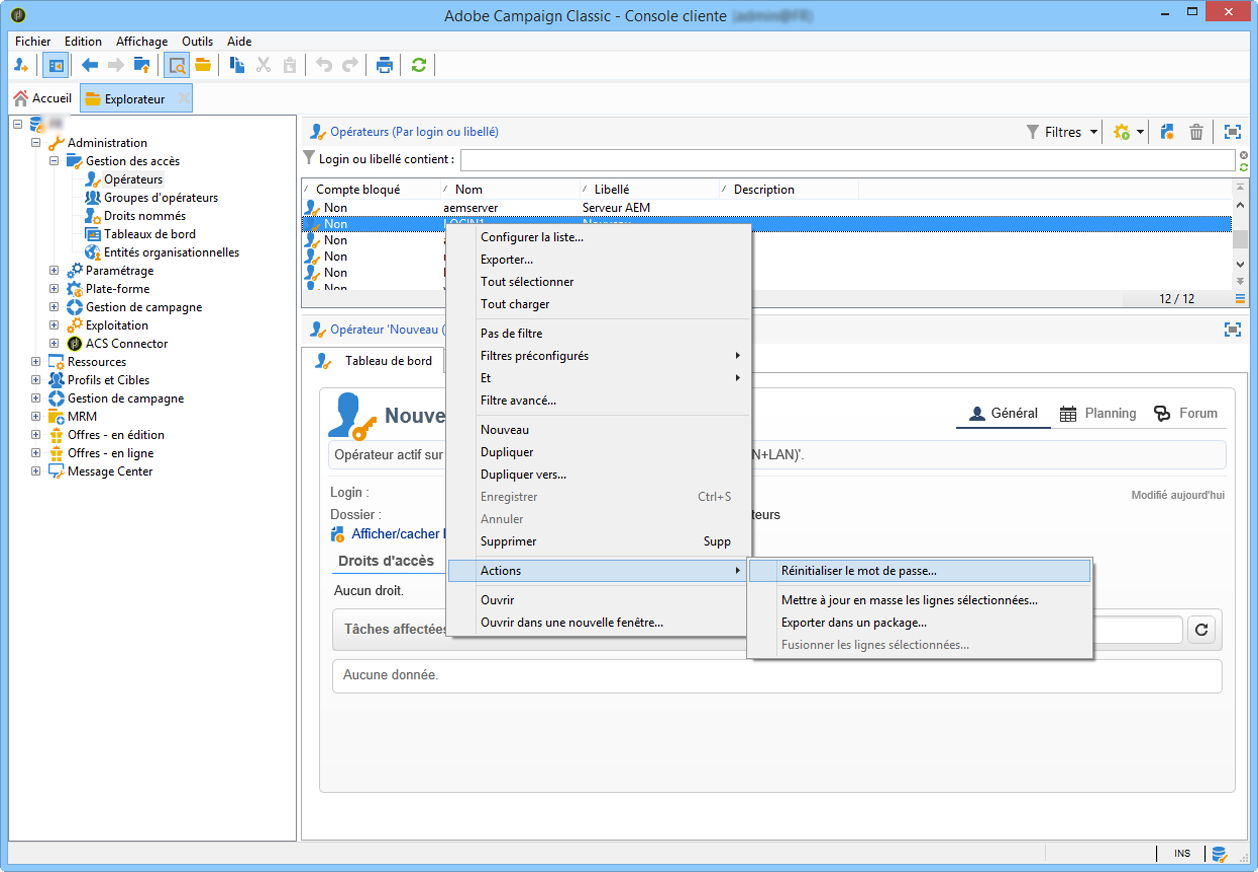 Adobe Campaign Classic - Console cliente
Fichier Edition Affichage Outils Aide
Accueil Explorateur
Administration
Gestion des accès
Opérateurs
Groupes d'opérateurs
Droits nommés
Tableaux de bord
Entités organisationnelles
Paramétrage
Plate-forme
Gestion de campagne
Exploitation
ACS Connector
Ressources
Profils et Cibles
Gestion de campagne
MRM
Offres - en édition
Offres - en ligne
Message Center
Opérateurs (Par login ou libellé) Filtres
Login ou libellé contient :
Compte bloqué Nom Libellé Description
Non aemserver Serveur AEM
Non LOGIN1 Nouveau
Non
Non
Non
Non
12 / 12
Opérateur 'Nouveau (
Tableau de bord
Nouve
Général Planning Forum
Opérateur actif sur N+LAN)'.
Login :
Modifié aujourd'hui
Dossier : teurs
Afficher/cacher l
Droits d'accès
Aucun droit.
Tâches affectées
Aucune donnée.
Configurer la liste...
Exporter...
Tout sélectionner
Tout charger
Pas de filtre
Filtres préconfigurés
Et
Filtre avancé...
Nouveau
Dupliquer
Dupliquer vers...
Enregistrer Ctrl+S
Annuler
Supprimer Supp
Actions
Ouvrir
Ouvrir dans une nouvelle fenêtre...
Réinitialiser le mot de passe...
Mettre à jour en masse les lignes sélectionnées...
Exporter dans un package...
Fusionner les lignes sélectionnées...
INS